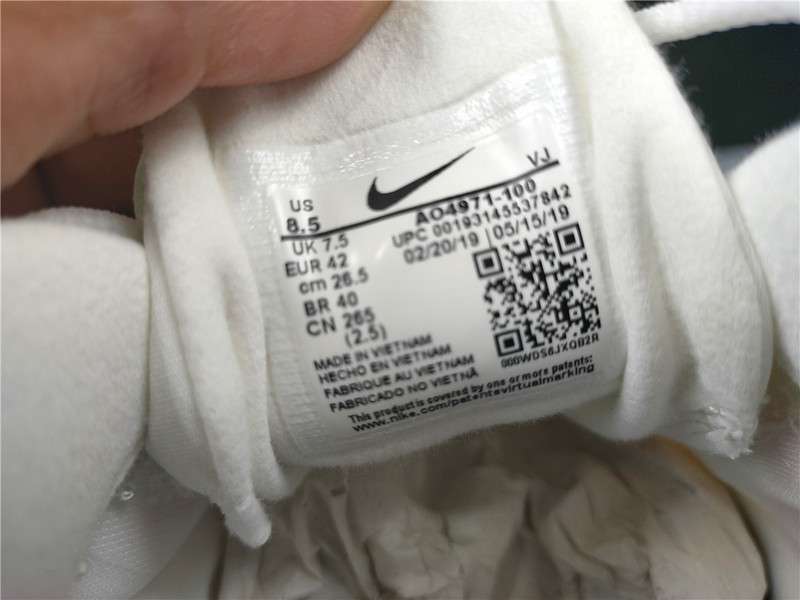 VJ
US
8.5
AO4971-100
UK 7.5
UPC 00193145537842
EUR 42
02/20/19 | 05/15/19
cm 26.5
BR 40
CN 265
(2.5)
MADE IN VIETNAM
HECHO EN VIETNAM
FABRIQUE AU VIETNAM
FABRICADO NO VIETNÃ
000WDS6JXOB2R
This product is covered by one or more patents:
www.nike.com/patentsvirtualmarking